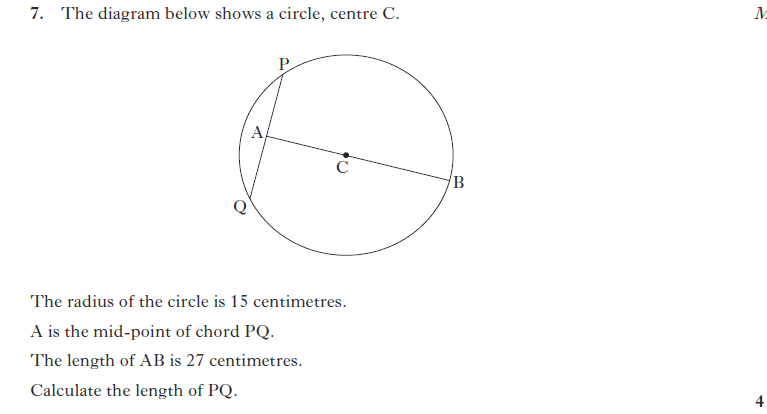 7. The diagram below shows a circle, centre C.
P
A
C
B
Q
The radius of the circle is 15 centimetres.
A is the mid-point of chord PQ.
The length of AB is 27 centimetres.
Calculate the length of PQ.
4